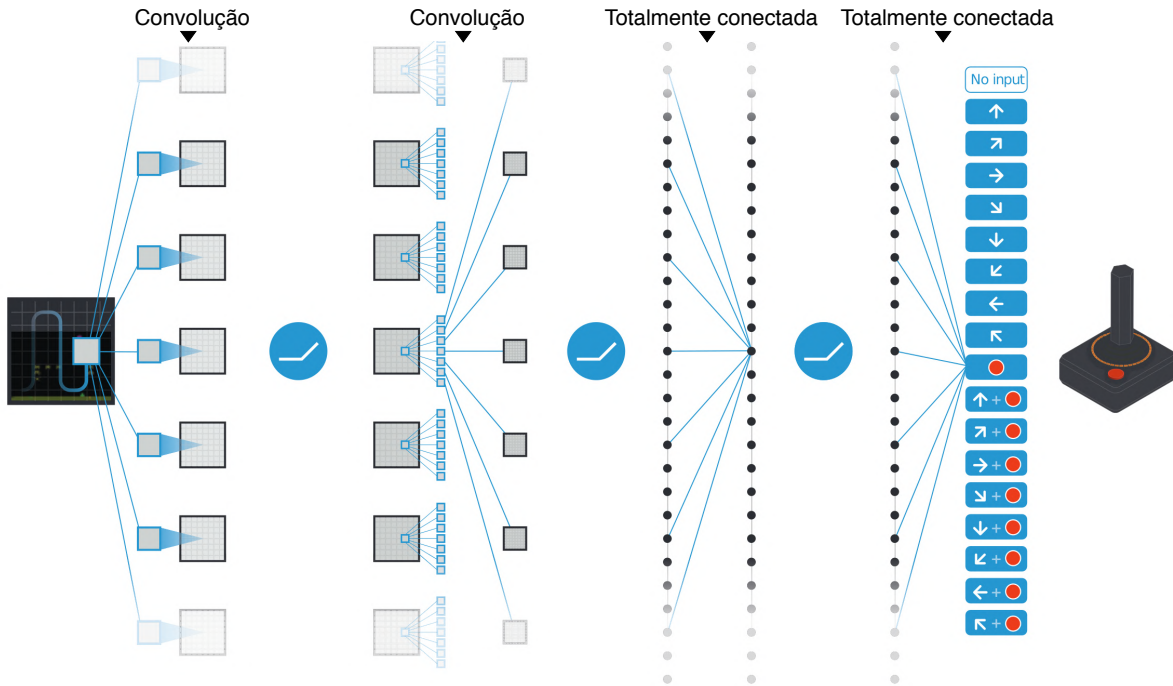 Convolução
Convolução
Totalmente conectada
Totalmente conectada
No input
+
+
+
+
+
+
+
+